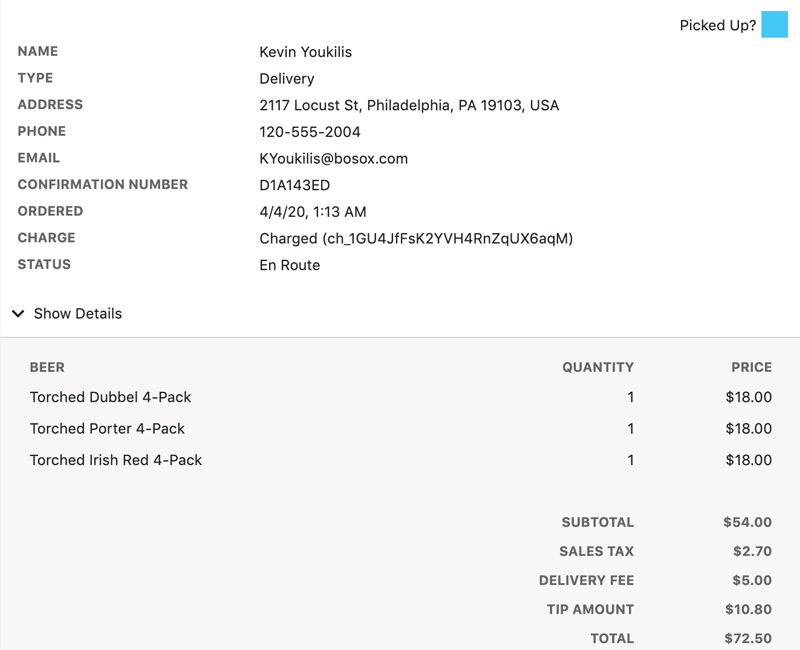 Picked Up?
NAME Kevin Youkilis
TYPE Delivery
ADDRESS 2117 Locust St, Philadelphia, PA 19103, USA
PHONE 120-555-2004
EMAIL KYoukilis@bosox.com
CONFIRMATION NUMBER D1A143ED
ORDERED 4/4/20, 1:13 AM
CHARGE Charged (ch_1GU4JfFsK2YVH4RnZqUX6aqM)
STATUS En Route
Show Details
BEER QUANTITY PRICE
Torched Dubbel 4-Pack 1 $18.00
Torched Porter 4-Pack 1 $18.00
Torched Irish Red 4-Pack 1 $18.00
SUBTOTAL $54.00
SALES TAX $2.70
DELIVERY FEE $5.00
TIP AMOUNT $10.80
TOTAL $72.50